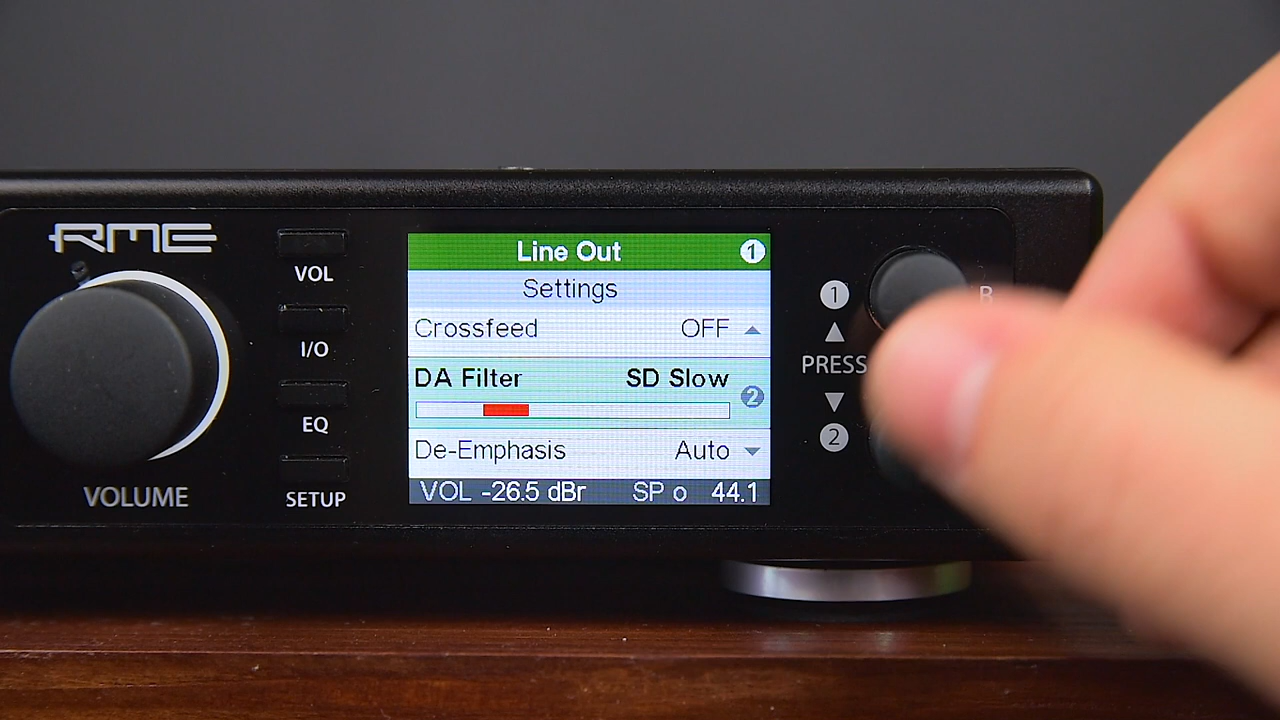 RME
VOL
I/O
EQ
SETUP
VOLUME
Line Out 1
Settings
Crossfeed OFF
DA Filter SD Slow
2
De-Emphasis Auto
VOL -26.5 dBr SP o 44.1
1
PRESS
2
B